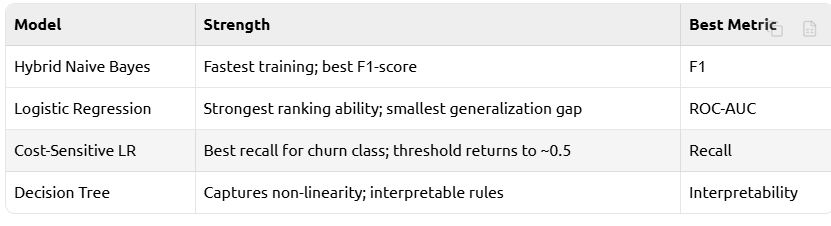 Model Strength Best Metric
Hybrid Naive Bayes Fastest training; best F1-score F1
Logistic Regression Strongest ranking ability; smallest generalization gap ROC-AUC
Cost-Sensitive LR Best recall for churn class; threshold returns to ~0.5 Recall
Decision Tree Captures non-linearity; interpretable rules Interpretability